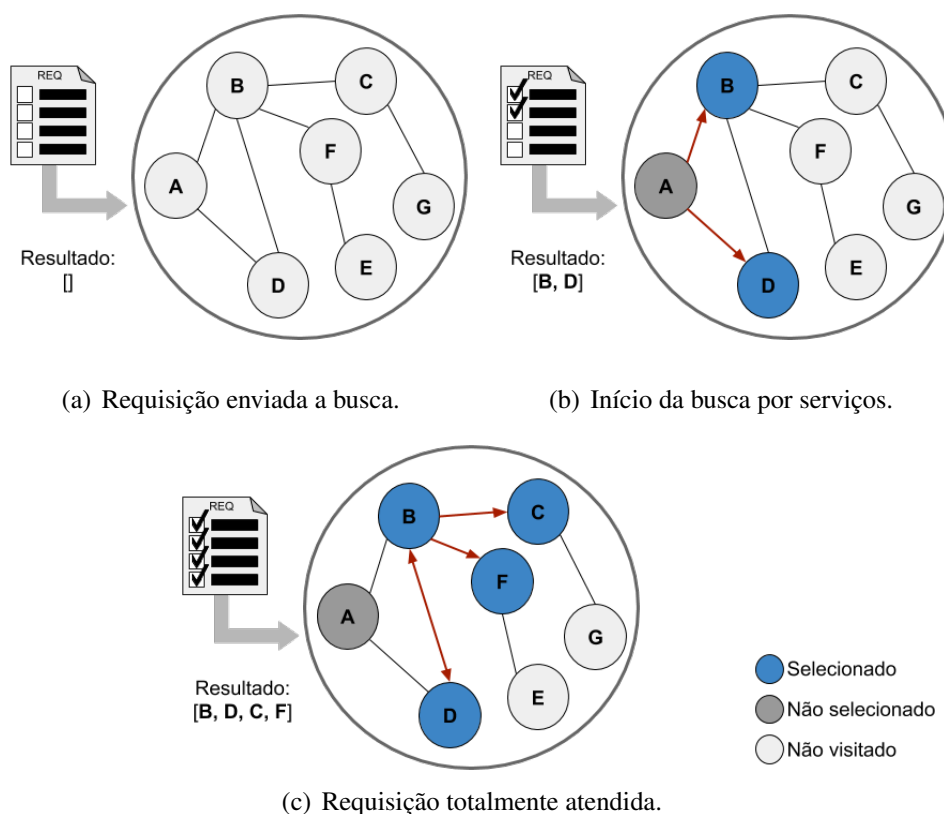 REQ
B
C
F
A
G
D
E
Resultado:
[]
(a) Requisição enviada a busca.
REQ
B
C
F
A
G
D
E
Resultado:
[B, D]
(b) Início da busca por serviços.
REQ
B
C
F
A
G
D
E
Resultado:
[B, D, C, F]
Selecionado
Não selecionado
Não visitado
(c) Requisição totalmente atendida.